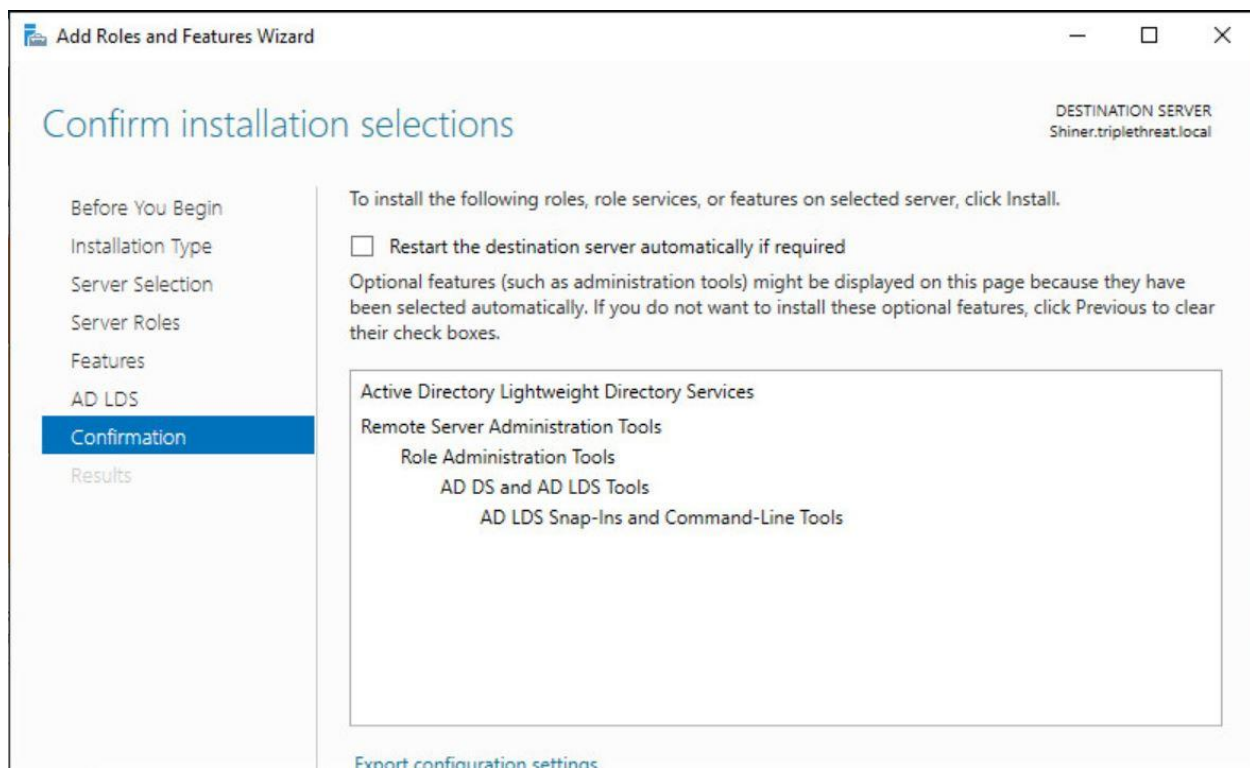 Add Roles and Features Wizard
Confirm installation selections
DESTINATION SERVER
Shiner.triplethreat.local
Before You Begin
Installation Type
Server Selection
Server Roles
Features
AD LDS
Confirmation
Results
To install the following roles, role services, or features on selected server, click Install.
Restart the destination server automatically if required
Optional features (such as administration tools) might be displayed on this page because they have
been selected automatically. If you do not want to install these optional features, click Previous to clear
their check boxes.
Active Directory Lightweight Directory Services
Remote Server Administration Tools
Role Administration Tools
AD DS and AD LDS Tools
AD LDS Snap-Ins and Command-Line Tools
Export configuration settings